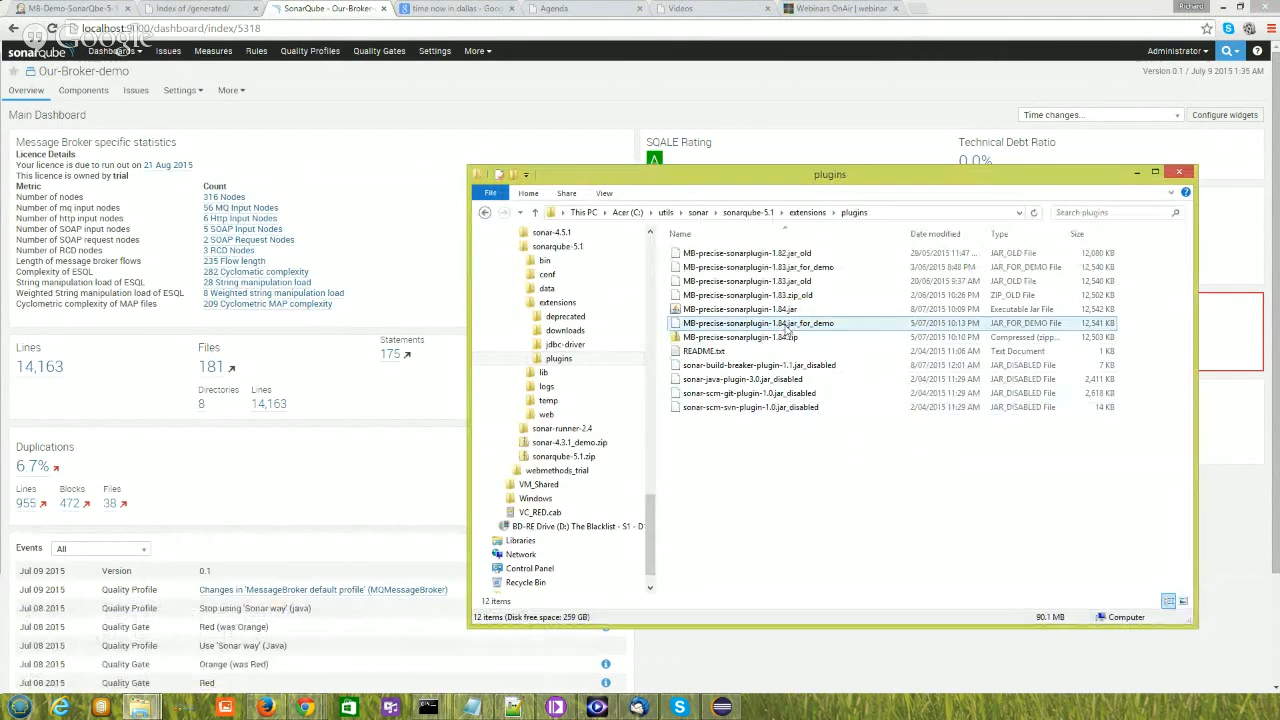 MB-Demo-SonarQbe-5-1
Index of /generated/
SonarQube - Our-Broker-
time now in dallas - Goog
Agenda
Videos
Webinars OnAir | webinar
Richard
localhost:9000/dashboard/index/5318
Google
sonarqube
Dashboards
Issues
Measures
Rules
Quality Profiles
Quality Gates
Settings
More
Administrator
Our-Broker-demo
Version 0.1 / July 9 2015 1:35 AM
Overview
Components
Issues
Settings
More
Main Dashboard
Time changes...
Configure widgets
Message Broker specific statistics
Licence Details
Your licence is due to run out on 21 Aug 2015
This licence is owned by trial
Metric Count
Number of nodes 316 Nodes
Number of mq input nodes 56 MQ Input Nodes
Number of http input nodes 6 Http Input Nodes
Number of SOAP input nodes 5 SOAP Input Nodes
Number of SOAP request nodes 2 SOAP Request Nodes
Number of RCD nodes 3 RCD Nodes
Length of message broker flows 235 Flow length
Complexity of ESQL 282 Cyclomatic complexity
String manipulation load of ESQL 28 String manipulation load
Weighted String manipulation load of ESQL 8 Weighted string manipulation load
Cyclometric complexity of MAP files 209 Cyclometric MAP complexity
SQALE Rating
A
Technical Debt Ratio
0.0%
Lines
14,163
Files
181
Statements
175
Directories
8
Lines
14,163
Duplications
6.7%
Lines
955
Blocks
472
Files
38
Events
All
Jul 09 2015 Version 0.1
Jul 09 2015 Quality Profile Changes in 'MessageBroker default profile' (MQMessageBroker)
Jul 08 2015 Quality Profile Stop using 'Sonar way' (java)
Jul 08 2015 Quality Gate Red (was Orange)
Jul 08 2015 Quality Profile Use 'Sonar way' (Java)
Jul 08 2015 Quality Gate Orange (was Red)
Jul 08 2015 Quality Gate Red
plugins
File
Home
Share
View
This PC
Acer (C:)
utils
sonar
sonarqube-5.1
extensions
plugins
Search plugins
sonar-4.5.1
sonarqube-5.1
bin
conf
data
extensions
deprecated
downloads
jdbc-driver
plugins
lib
logs
temp
web
sonar-runner-2.4
sonar-4.3.1_demo.zip
sonarqube-5.1.zip
webmethods_trial
VM_Shared
Windows
VC_RED.cab
BD-RE Drive (D:) The Blacklist - S1 - D
Libraries
Network
Control Panel
Recycle Bin
Name Date modified Type Size
MB-precise-sonarplugin-1.82.jar_old 28/05/2015 11:47 ... JAR_OLD File 12,080 KB
MB-precise-sonarplugin-1.83.jar_for_demo 3/06/2015 8:48 PM JAR_FOR_DEMO File 12,540 KB
MB-precise-sonarplugin-1.83.jar_old 20/06/2015 9:37 AM JAR_OLD File 12,540 KB
MB-precise-sonarplugin-1.83.zip_old 2/06/2015 10:26 PM ZIP_OLD File 12,502 KB
MB-precise-sonarplugin-1.84.jar 8/07/2015 10:09 PM Executable Jar File 12,542 KB
MB-precise-sonarplugin-1.84.jar_for_demo 5/07/2015 10:13 PM JAR_FOR_DEMO File 12,541 KB
MB-precise-sonarplugin-1.84.zip 5/07/2015 10:10 PM Compressed (zipp... 12,503 KB
README.txt 2/04/2015 11:06 AM Text Document 1 KB
sonar-build-breaker-plugin-1.1.jar_disabled 8/07/2015 12:01 AM JAR_DISABLED File 7 KB
sonar-java-plugin-3.0.jar_disabled 2/04/2015 11:29 AM JAR_DISABLED File 2,411 KB
sonar-scm-git-plugin-1.0.jar_disabled 2/04/2015 11:29 AM JAR_DISABLED File 2,618 KB
sonar-scm-svn-plugin-1.0.jar_disabled 2/04/2015 11:29 AM JAR_DISABLED File 14 KB
12 items
12 items (Disk free space: 259 GB)
90.1 MB
Computer